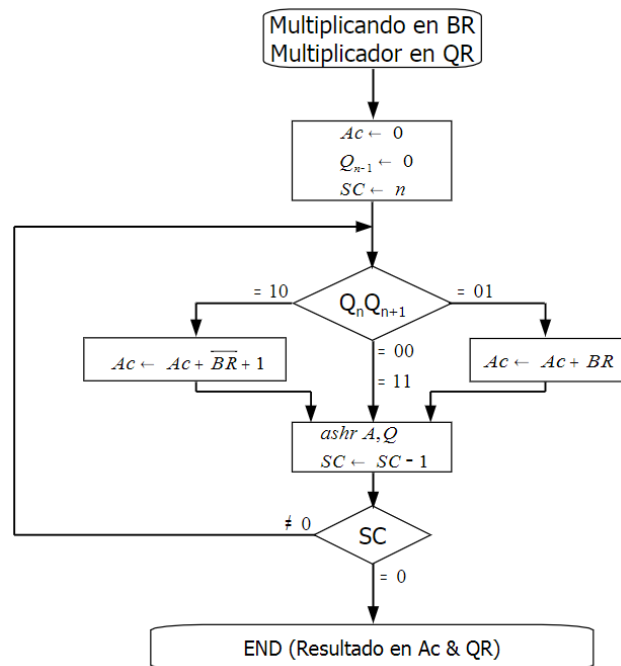 Multiplicando en BR
Multiplicador en QR
Ac ← 0
Qn-1 ← 0
SC ← n
= 10
QnQn+1
= 01
= 00
= 11
Ac ← Ac + B̅R̅ + 1
Ac ← Ac + BR
ashr A,Q
SC ← SC - 1
≠ 0
SC
= 0
END (Resultado en Ac & QR)